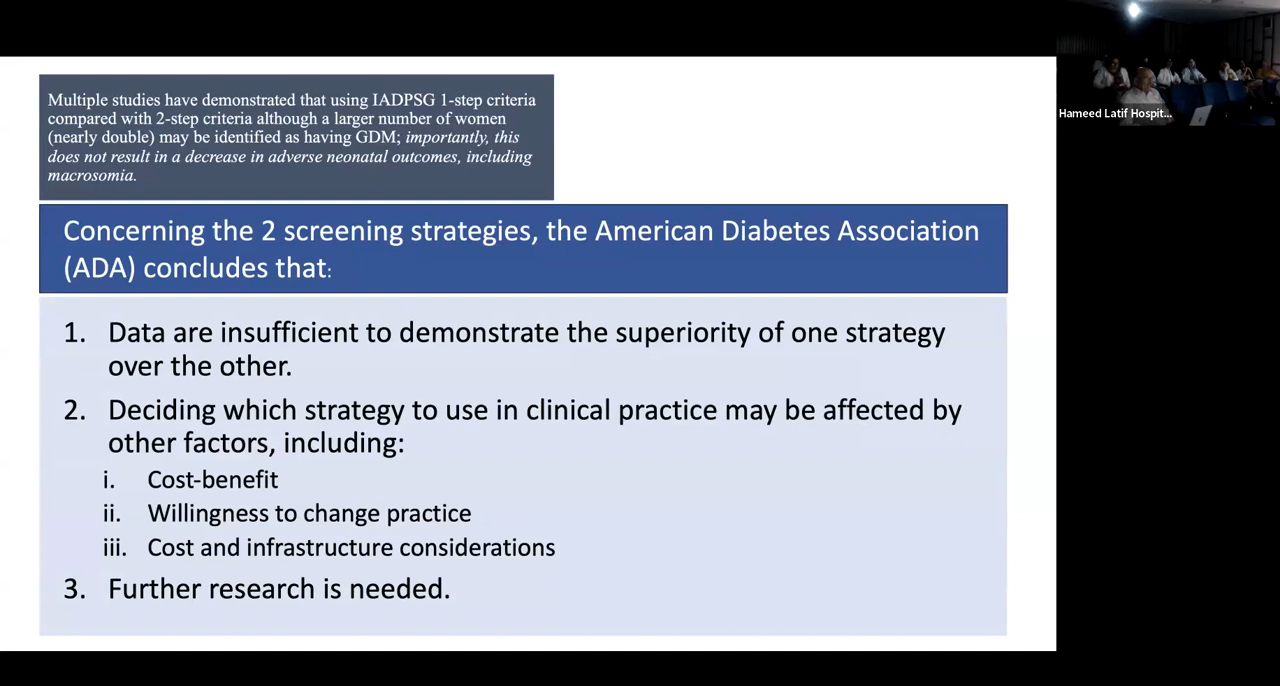 Multiple studies have demonstrated that using IADPSG 1-step criteria
compared with 2-step criteria although a larger number of women
(nearly double) may be identified as having GDM; importantly, this
does not result in a decrease in adverse neonatal outcomes, including
macrosomia.
Concerning the 2 screening strategies, the American Diabetes Association
(ADA) concludes that:
1. Data are insufficient to demonstrate the superiority of one strategy
over the other.
2. Deciding which strategy to use in clinical practice may be affected by
other factors, including:
i. Cost-benefit
ii. Willingness to change practice
iii. Cost and infrastructure considerations
3. Further research is needed.
Hameed Latif Hospit...